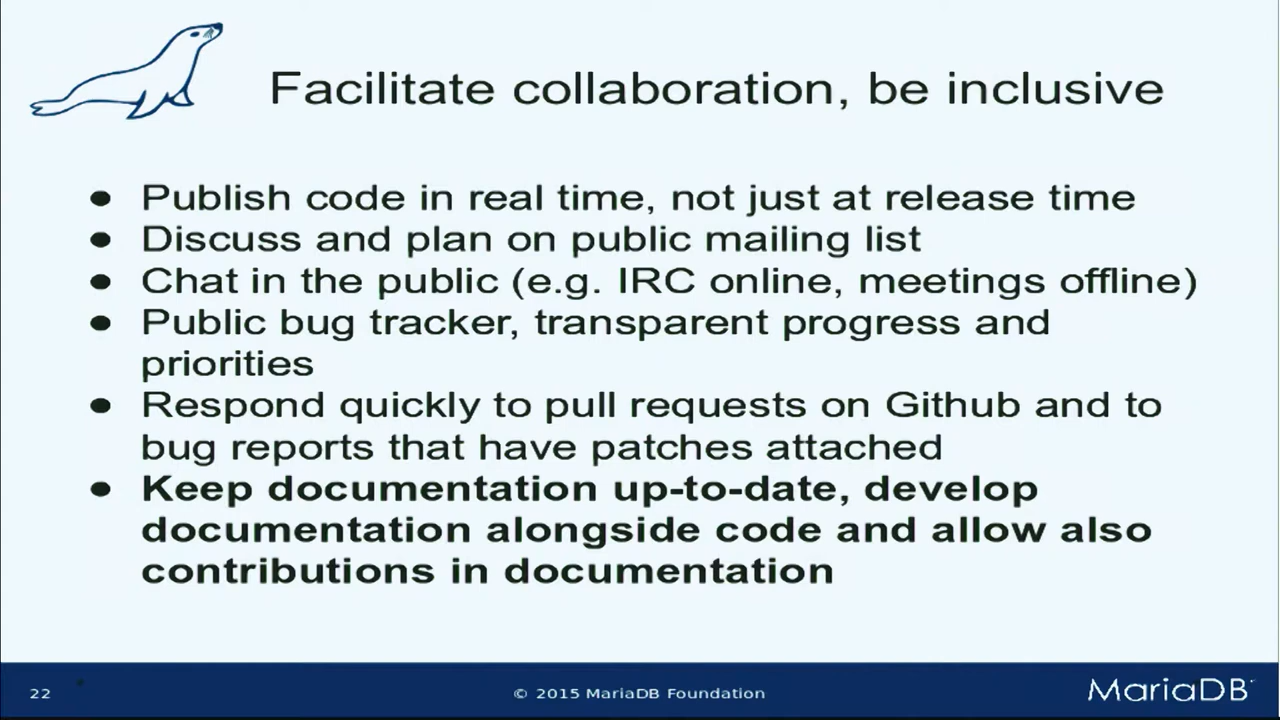 Facilitate collaboration, be inclusive
● Publish code in real time, not just at release time
● Discuss and plan on public mailing list
● Chat in the public (e.g. IRC online, meetings offline)
● Public bug tracker, transparent progress and
priorities
● Respond quickly to pull requests on Github and to
bug reports that have patches attached
● Keep documentation up-to-date, develop
documentation alongside code and allow also
contributions in documentation
22
© 2015 MariaDB Foundation
MariaDB